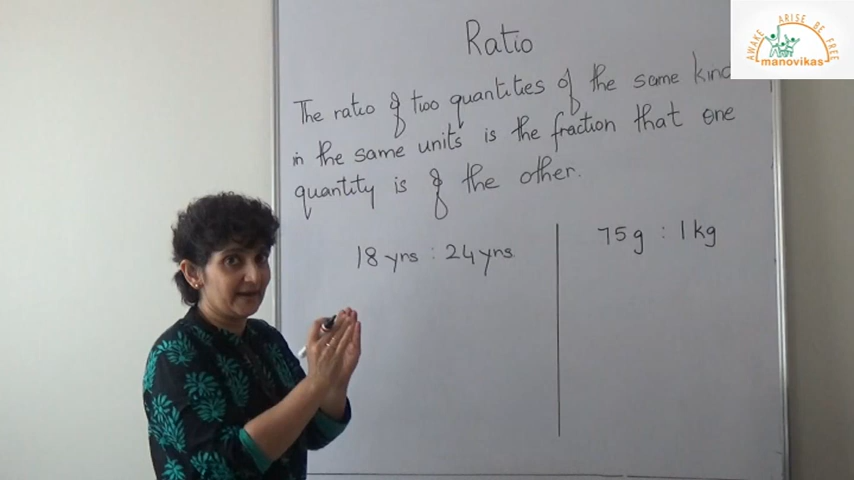 Ratio
The ratio of two quantities of the same kind
in the same units is the fraction that one
quantity is of the other.
18 yrs : 24 yrs
75g : 1 kg
AWAKE ARISE BE FREE
manovikas